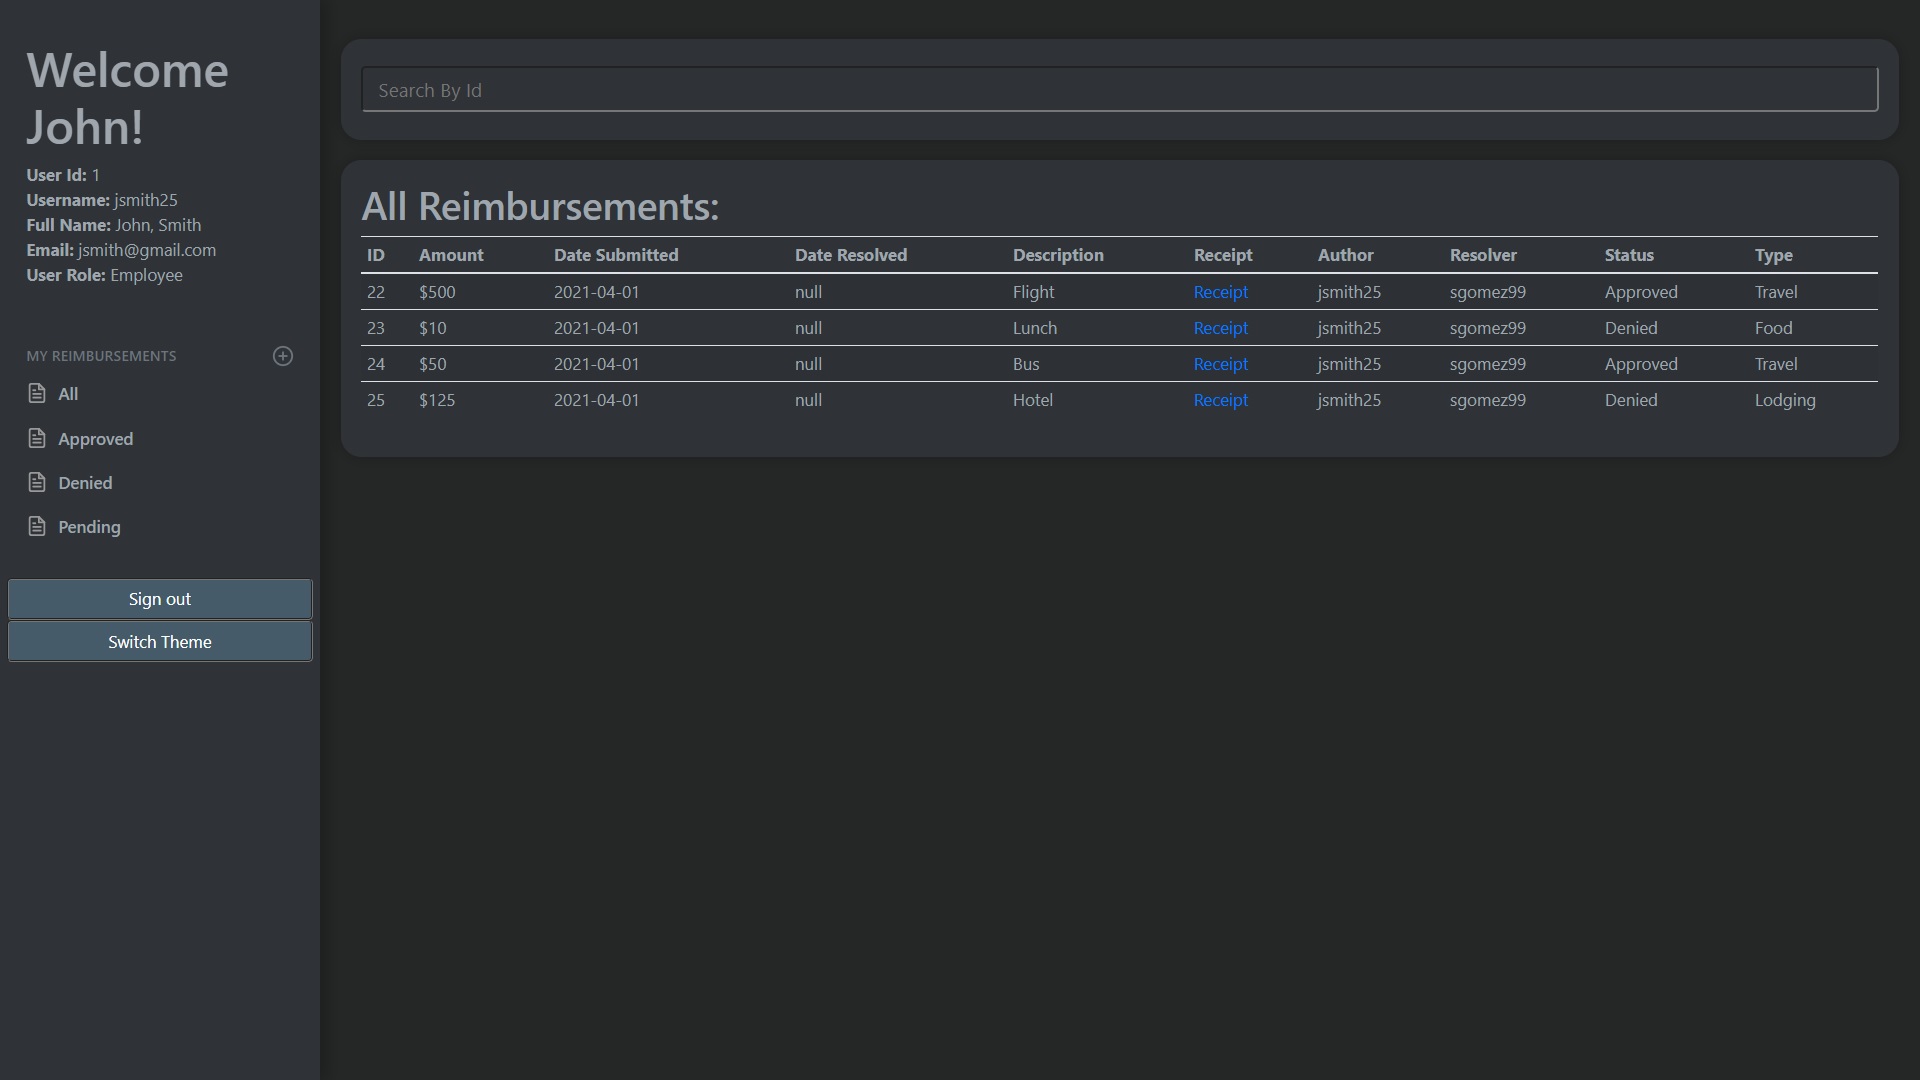 Welcome
John!
User Id: 1
Username: jsmith25
Full Name: John, Smith
Email: jsmith@gmail.com
User Role: Employee
MY REIMBURSEMENTS
All
Approved
Denied
Pending
Sign out
Switch Theme
Search By Id
All Reimbursements:
ID Amount Date Submitted Date Resolved Description Receipt Author Resolver Status Type
22 $500 2021-04-01 null Flight Receipt jsmith25 sgomez99 Approved Travel
23 $10 2021-04-01 null Lunch Receipt jsmith25 sgomez99 Denied Food
24 $50 2021-04-01 null Bus Receipt jsmith25 sgomez99 Approved Travel
25 $125 2021-04-01 null Hotel Receipt jsmith25 sgomez99 Denied Lodging